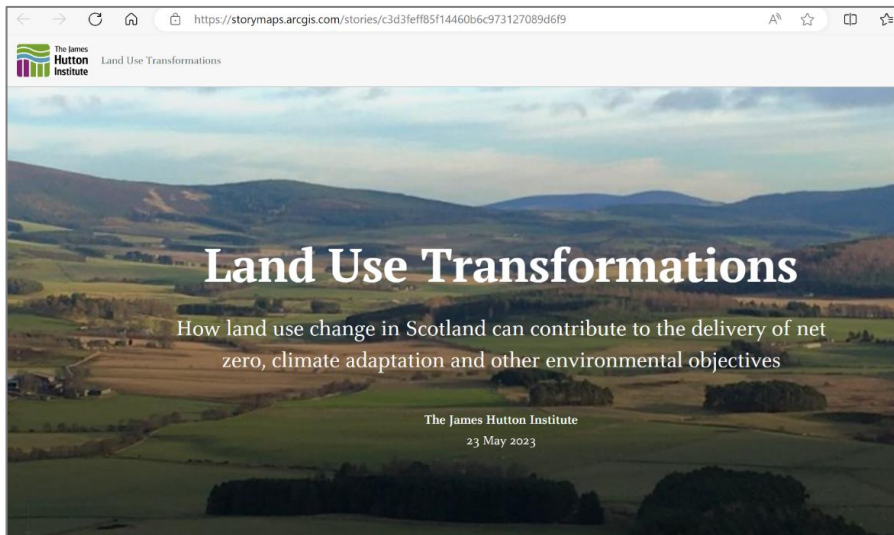 https://storymaps.arcgis.com/stories/c3d3feff85f14460b6c973127089d6f9
The James
Hutton
Institute
Land Use Transformations
Land Use Transformations
How land use change in Scotland can contribute to the delivery of net
zero, climate adaptation and other environmental objectives
The James Hutton Institute
23 May 2023